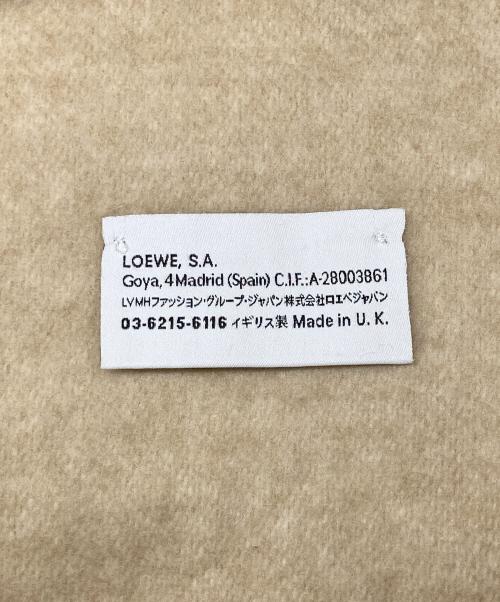 LOEWE, S.A.
Goya, 4 Madrid (Spain) C.I.F.:A-28003861
LVMHファッション・グループ・ジャパン株式会社ロエベジャパン
03-6215-6116 イギリス製 Made in U. K.